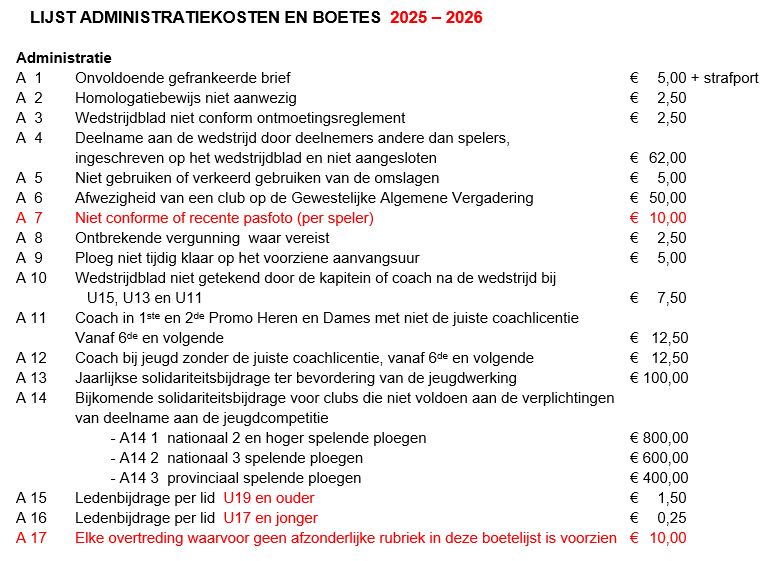 LIJST ADMINISTRATIEKOSTEN EN BOETES 2025 – 2026
Administratie
A 1 Onvoldoende gefrankeerde brief € 5,00 + strafport
A 2 Homologatiebewijs niet aanwezig € 2,50
A 3 Wedstrijdblad niet conform ontmoetingsreglement € 2,50
A 4 Deelname aan de wedstrijd door deelnemers andere dan spelers,
ingeschreven op het wedstrijdblad en niet aangesloten € 62,00
A 5 Niet gebruiken of verkeerd gebruiken van de omslagen € 5,00
A 6 Afwezigheid van een club op de Gewestelijke Algemene Vergadering € 50,00
A 7 Niet conforme of recente pasfoto (per speler) € 10,00
A 8 Ontbrekende vergunning waar vereist € 2,50
A 9 Ploeg niet tijdig klaar op het voorziene aanvangsuur € 5,00
A 10 Wedstrijdblad niet getekend door de kapitein of coach na de wedstrijd bij
U15, U13 en U11 € 7,50
A 11 Coach in 1ste en 2de Promo Heren en Dames met niet de juiste coachlicentie
Vanaf 6de en volgende € 12,50
A 12 Coach bij jeugd zonder de juiste coachlicentie, vanaf 6de en volgende € 12,50
A 13 Jaarlijkse solidariteitsbijdrage ter bevordering van de jeugdwerking € 100,00
A 14 Bijkomende solidariteitsbijdrage voor clubs die niet voldoen aan de verplichtingen
van deelname aan de jeugdcompetitie
- A14 1 nationaal 2 en hoger spelende ploegen € 800,00
- A14 2 nationaal 3 spelende ploegen € 600,00
- A14 3 provinciaal spelende ploegen € 400,00
A 15 Ledenbijdrage per lid U19 en ouder € 1,50
A 16 Ledenbijdrage per lid U17 en jonger € 0,25
A 17 Elke overtreding waarvoor geen afzonderlijke rubriek in deze boetelijst is voorzien € 10,00